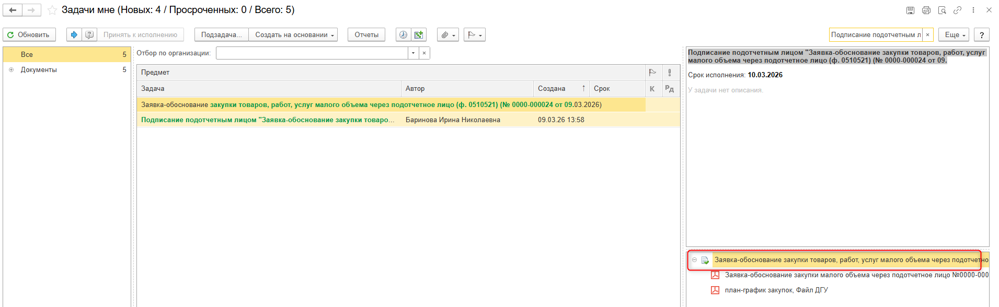 Задачи мне (Новых: 4 / Просроченных: 0 / Всего: 5)
Обновить
Принять к исполнению
Подзадача...
Создать на основании
Отчеты
Подписание подотчетным л
×
Еще
?
Все 5
Документы 5
Отбор по организации:
×
Предмет
Задача Автор Создана ↑ Срок К Рд
Заявка-обоснование закупки товаров, работ, услуг малого объема через подотчетное лицо (ф. 0510521) (№ 0000-000024 от 09.03.2026)
Подписание подотчетным лицом "Заявка-обоснование закупки товаро... Баринова Ирина Николаевна 09.03.26 13:58
Подписание подотчетным лицом "Заявка-обоснование закупки товаров, работ, услуг
малого объема через подотчетное лицо (ф. 0510521) (№ 0000-000024 от 09.
Срок исполнения: 10.03.2026
У задачи нет описания.
Заявка-обоснование закупки товаров, работ, услуг малого объема через подотчетно
Заявка-обоснование закупки малого объема через подотчетное лицо №0000-000
план-график закупок, Файл ДГУ